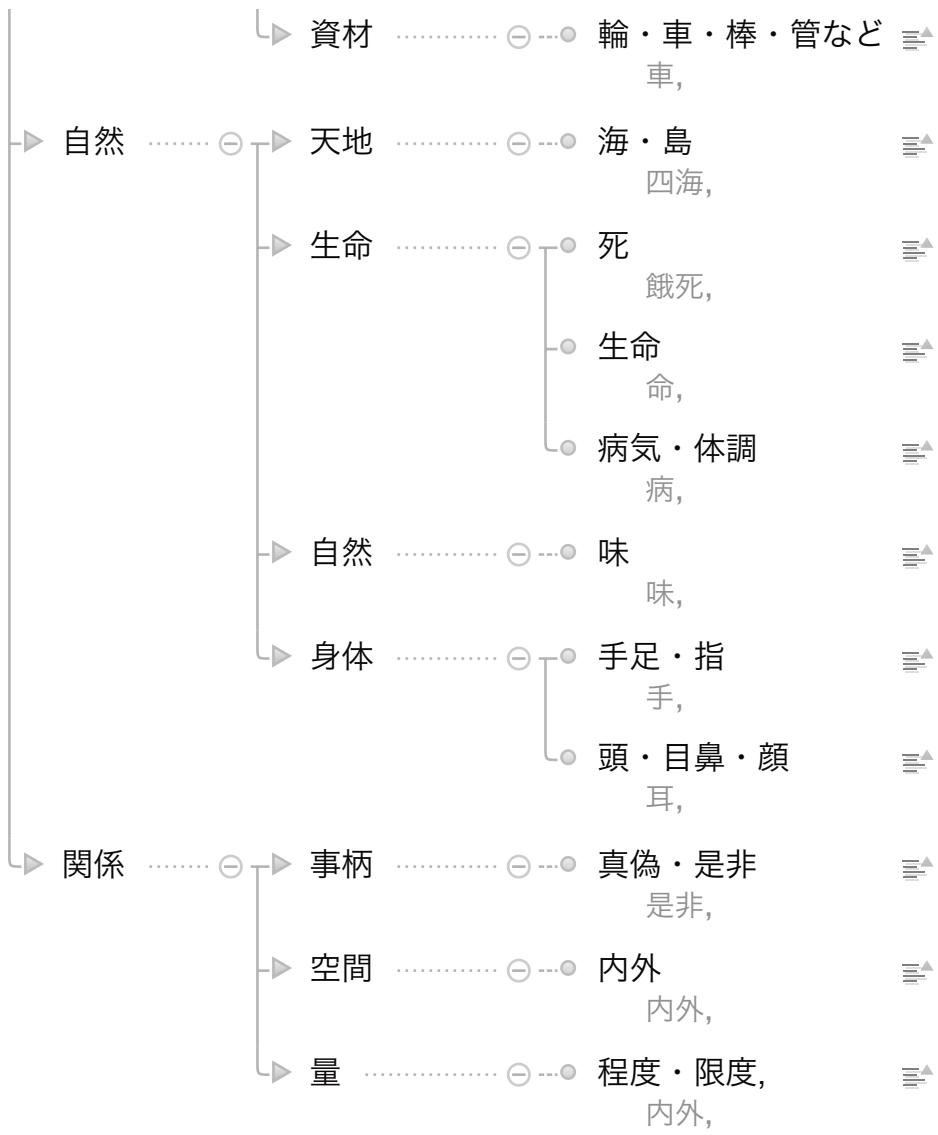 資材 輪・車・棒・管など
車,
自然 天地 海・島
四海,
生命 死
餓死,
生命
命,
病気・体調
病,
自然 味
味,
身体 手足・指
手,
頭・目鼻・顔
耳,
関係 事柄 真偽・是非
是非,
空間 内外
内外,
量 程度・限度,
内外,